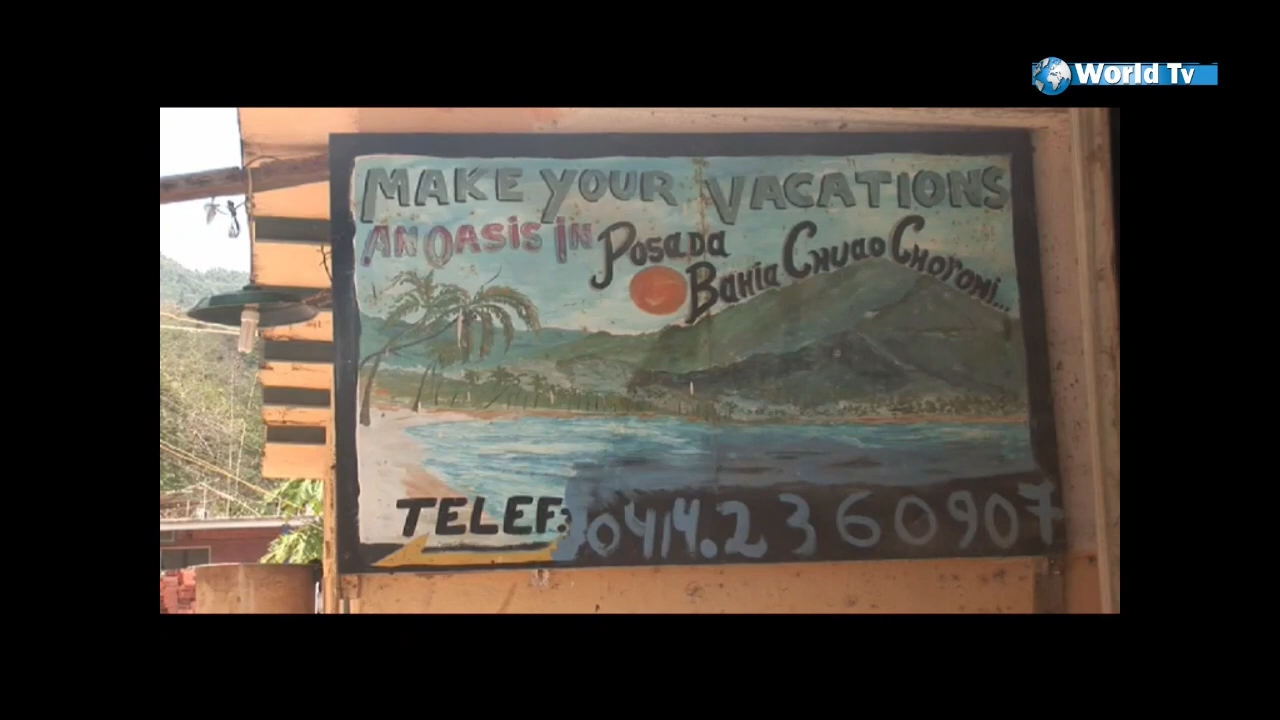 World Tv
MAKE YOUR VACATIONS
AN OASIS IN POSADA
BAHIA CHUAO CHORONI...
TELEF: 0414.2360907